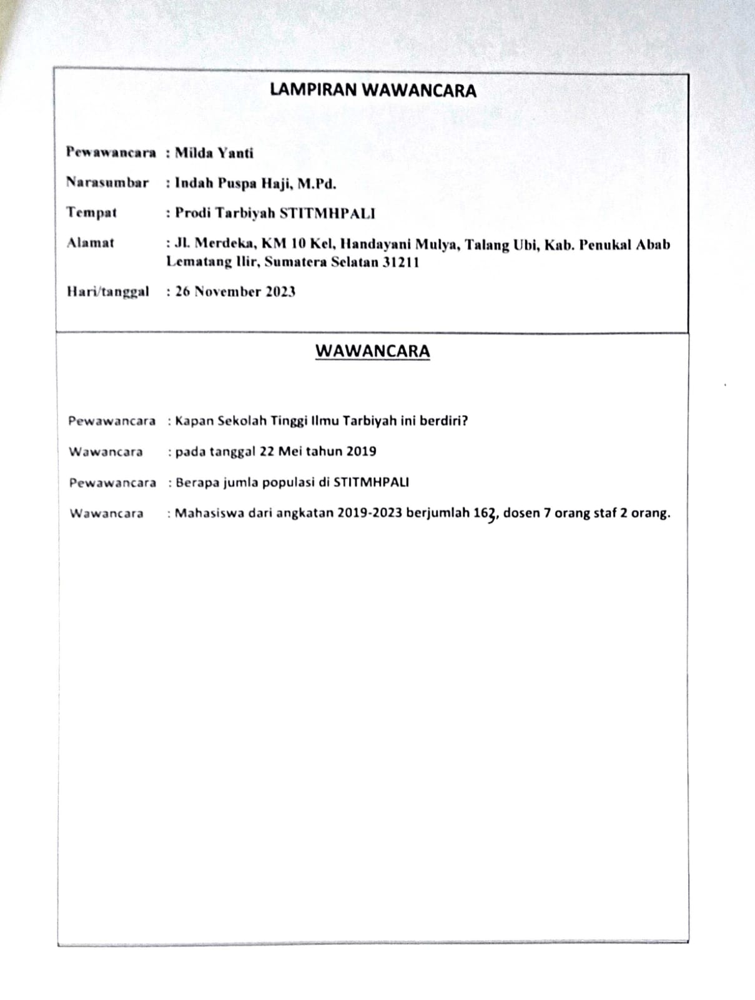 LAMPIRAN WAWANCARA
Pewawancara : Milda Yanti
Narasumbar : Indah Puspa Haji, M.Pd.
Tempat : Prodi Tarbiyah STITMHPALI
Alamat : Jl. Merdeka, KM 10 Kel, Handayani Mulya, Talang Ubi, Kab. Penukal Abab
Lematang Ilir, Sumatera Selatan 31211
Hari/tanggal : 26 November 2023
WAWANCARA
Pewawancara : Kapan Sekolah Tinggi Ilmu Tarbiyah ini berdiri?
Wawancara : pada tanggal 22 Mei tahun 2019
Pewawancara : Berapa jumla populasi di STITMHPALI
Wawancara : Mahasiswa dari angkatan 2019-2023 berjumlah 163, dosen 7 orang staf 2 orang.